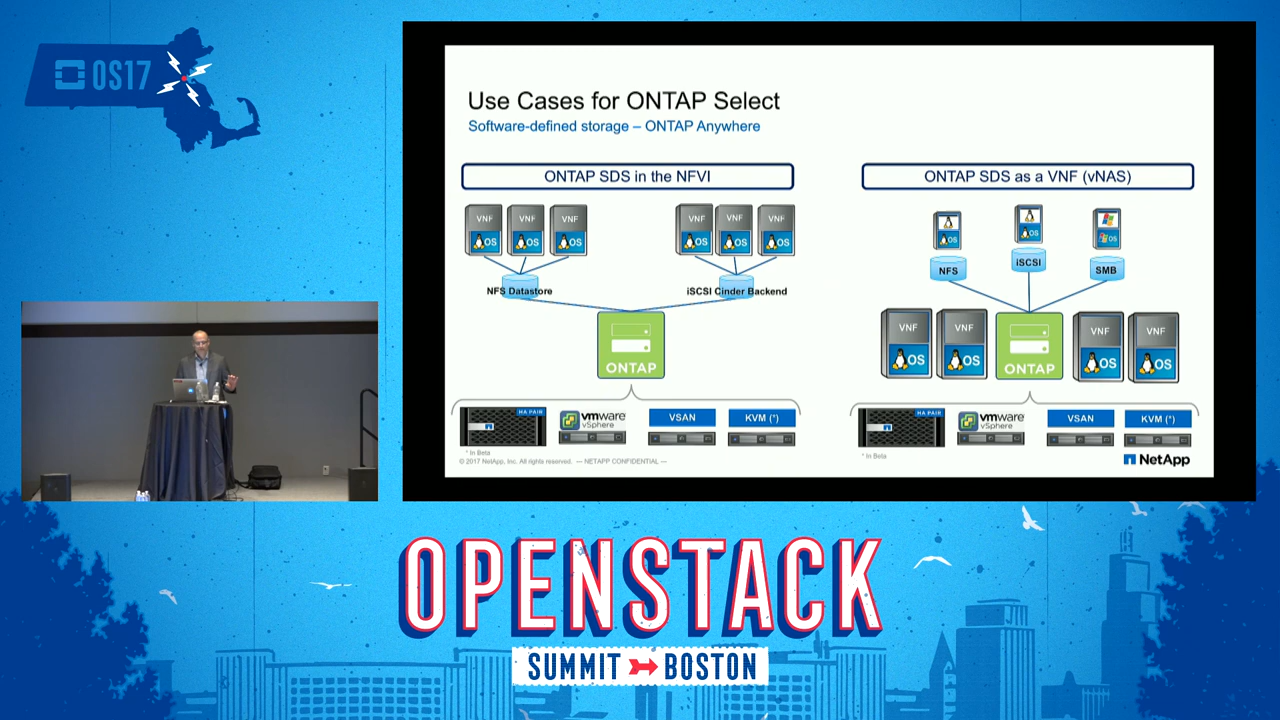 OS17
Use Cases for ONTAP Select
Software-defined storage – ONTAP Anywhere
ONTAP SDS in the NFVI
VNF VNF VNF
OS OS OS
VNF VNF VNF
OS OS OS
NFS Datastore
iSCSI Cinder Backend
ONTAP
HA PAIR
vmware
vSphere
VSAN
KVM (*)
* In Beta
© 2017 NetApp, Inc. All rights reserved. — NETAPP CONFIDENTIAL —
ONTAP SDS as a VNF (vNAS)
OS OS OS
NFS
iSCSI
SMB
VNF VNF
OS OS
ONTAP
VNF VNF
OS OS
HA PAIR
vmware
vSphere
VSAN
KVM (*)
* In Beta
NetApp
OPENSTACK
SUMMIT BOSTON